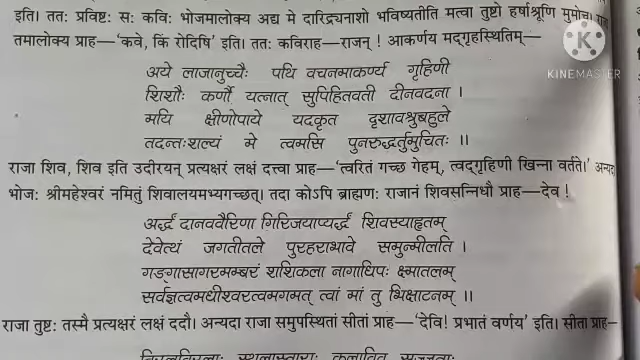 इति। ततः प्रविष्टः सः कविः भोजमालोक्य अद्य मे दारिद्र्यनाशो भविष्यतीति मत्वा तुष्टो हर्षाश्रूणि मुमोच।
तमालोक्य प्राह–'कवे, किं रोदिषि' इति। ततः कविराह–राजन् ! आकर्णय मद्गृहस्थितिम्–
अये लाजानुच्चैः पथि वचनमाकर्ण्य गृहिणी
शिशोः कर्णौ यत्नात् सुपिहितवती दीनवदना ।
मयि क्षीणोपाये यदकृत दृशावश्रुबहुले
तदन्तःशल्यं मे त्वमसि पुनरुद्धर्तुमुचितः ।।
राजा शिव, शिव इति उदीरयन् प्रत्यक्षरं लक्षं दत्त्वा प्राह–'त्वरितं गच्छ गेहम्, त्वद्गृहिणी खिन्ना वर्तते।' अन्यदा
भोजः श्रीमहेश्वरं नमितुं शिवालयमभ्यगच्छत्। तदा कोऽपि ब्राह्मणः राजानं शिवसन्निधौ प्राह–देव !
अर्द्धं दानववैरिणा गिरिजयाप्यर्द्धं शिवस्याहृतम्
देवेत्थं जगतीतले पुरहराभावे समुन्मीलति ।
गङ्गासागरमम्बरं शशिकला नागाधिपः क्ष्मातलम्
सर्वज्ञत्वमधीश्वरत्वमगमत् त्वां मां तु भिक्षाटनम् ।।
राजा तुष्टः तस्मै प्रत्यक्षरं लक्षं ददौ। अन्यदा राजा समुपस्थितां सीतां प्राह–'देवि! प्रभातं वर्णय' इति। सीता प्राह–
KINEMASTER